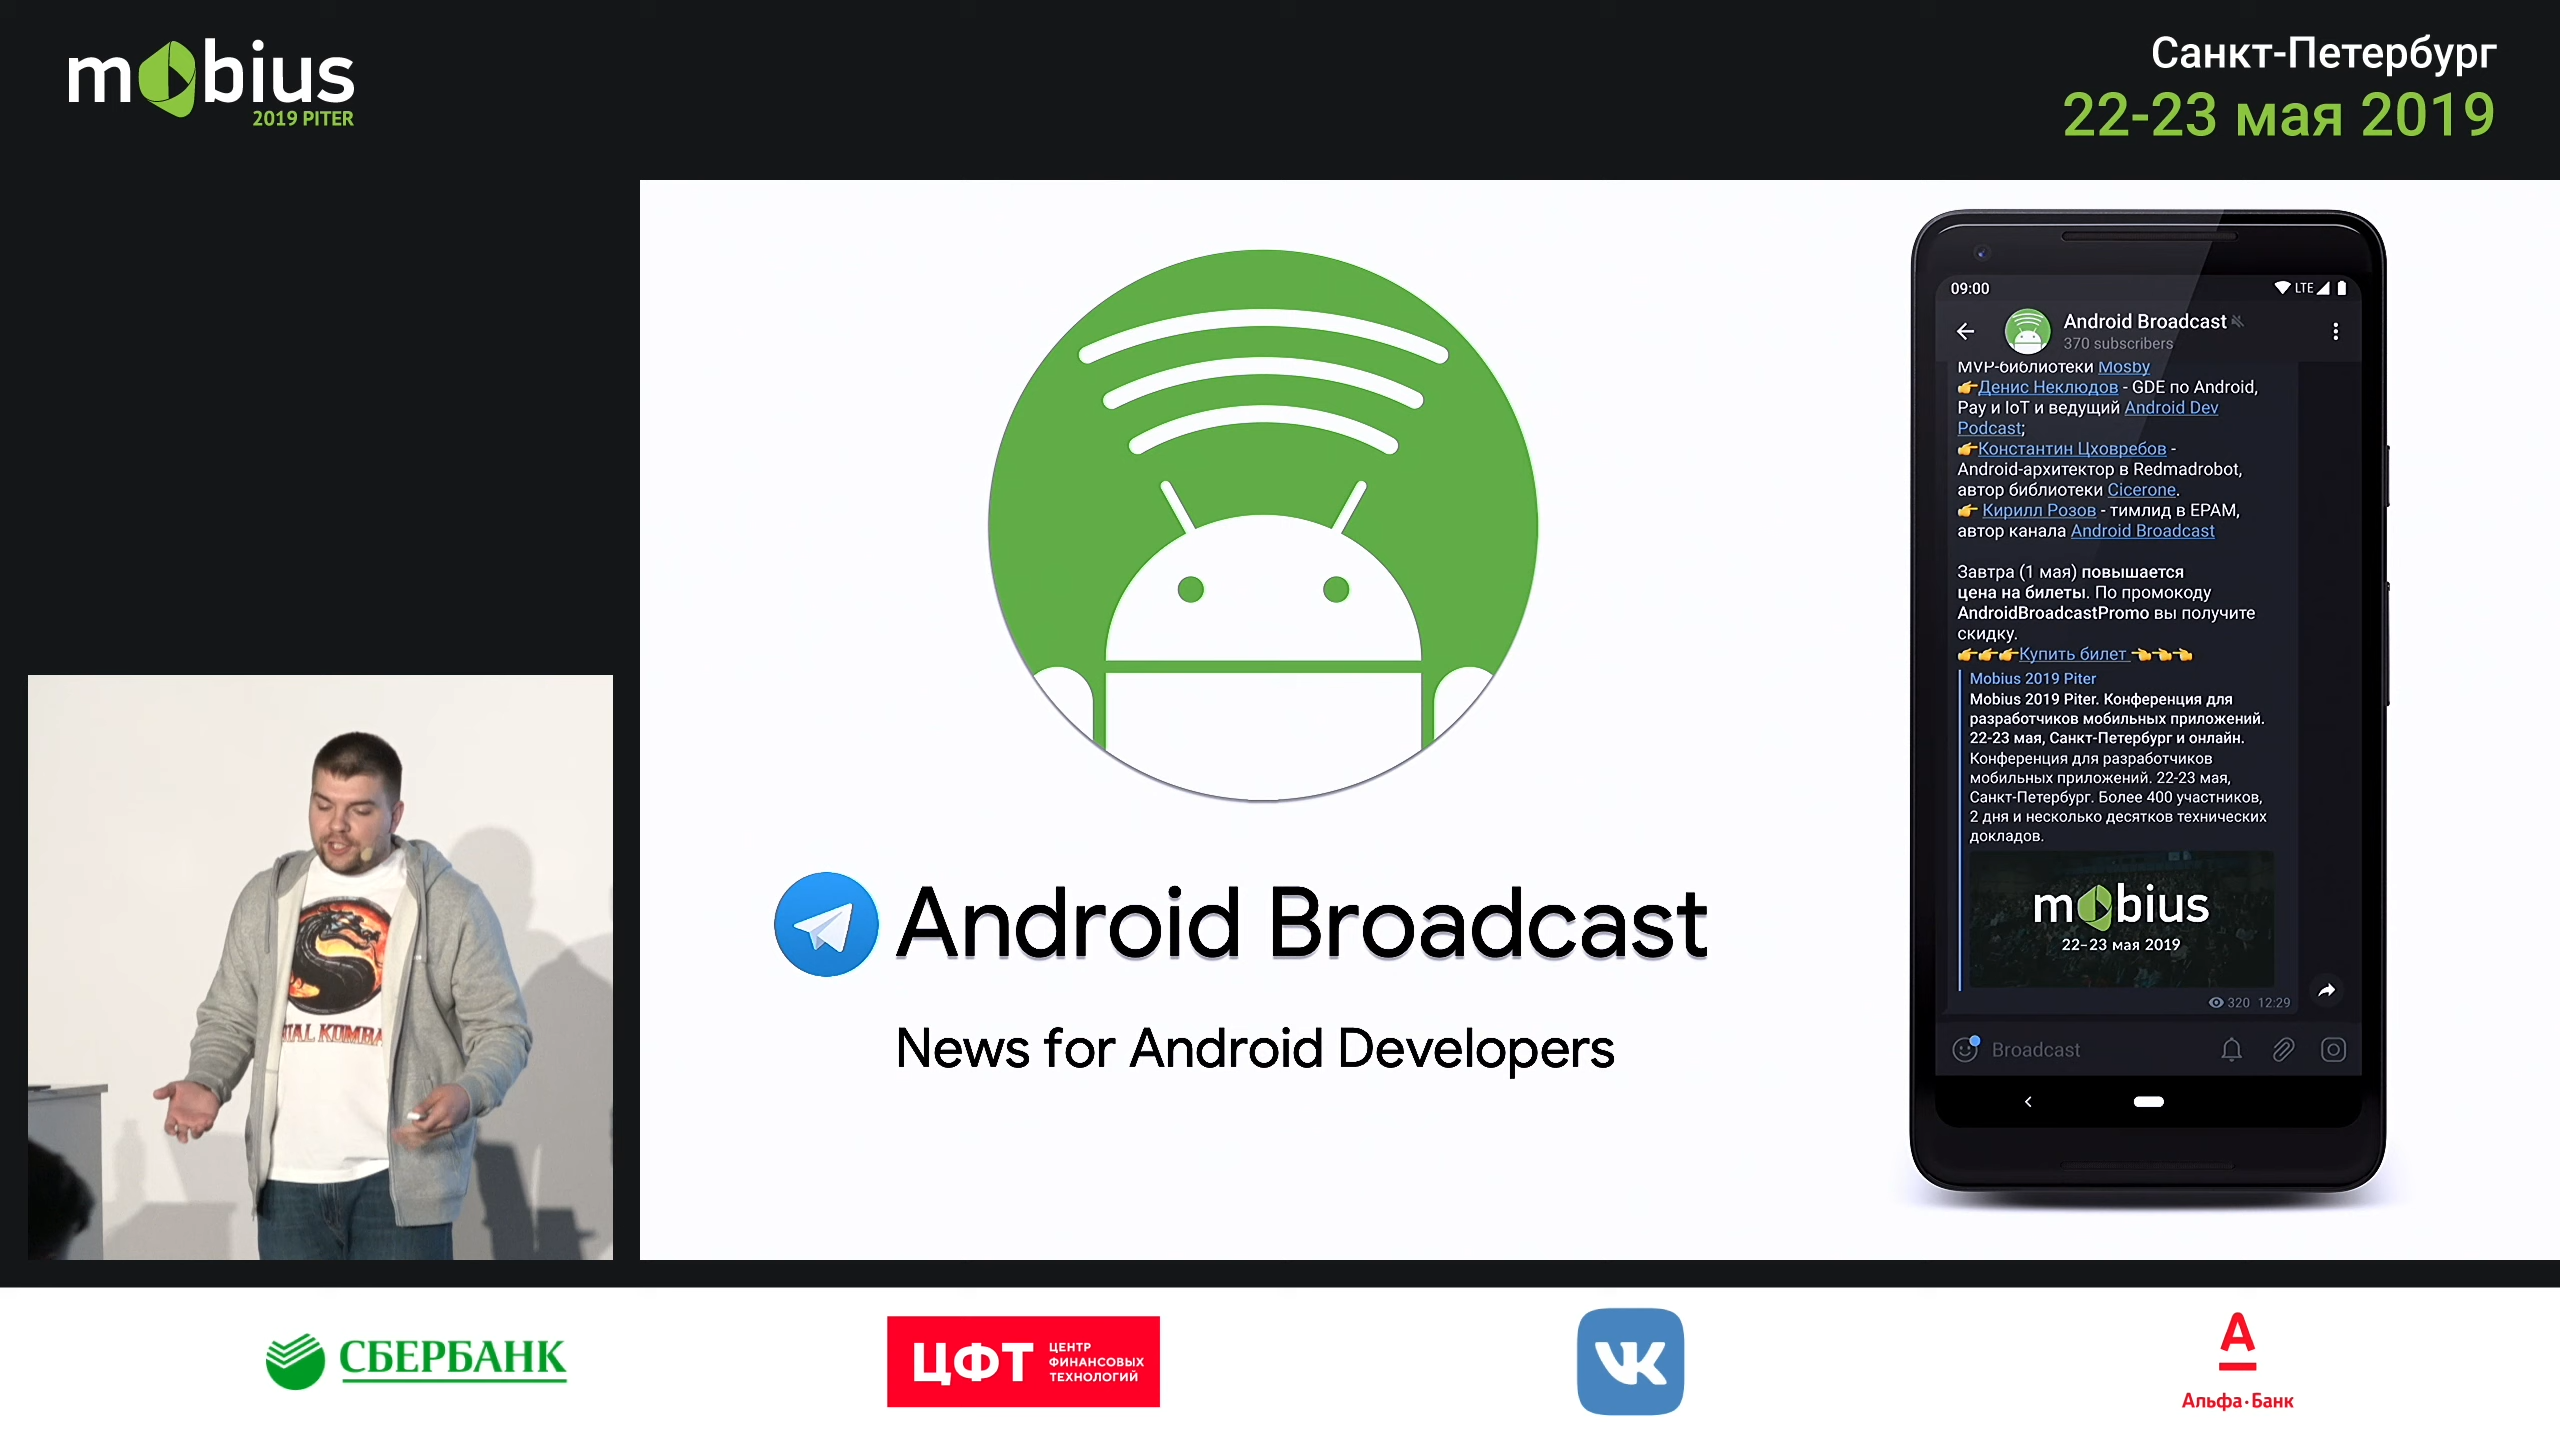 mobius
2019 PITER
Санкт-Петербург
22-23 мая 2019
Android Broadcast
News for Android Developers
09:00
LTE
Android Broadcast
370 subscribers
MVP-библиотеки Mosby
👉Денис Неклюдов - GDE по Android,
Pay и IoT и ведущий Android Dev
Podcast;
👉Константин Цховребов -
Android-архитектор в Redmadrobot,
автор библиотеки Cicerone.
👉 Кирилл Розов - тимлид в EPAM,
автор канала Android Broadcast
Завтра (1 мая) повышается
цена на билеты. По промокоду
AndroidBroadcastPromo вы получите
скидку.
👉👉👉Купить билет 👈👈👈
Mobius 2019 Piter
Mobius 2019 Piter. Конференция для
разработчиков мобильных приложений.
22-23 мая, Санкт-Петербург и онлайн.
Конференция для разработчиков
мобильных приложений. 22-23 мая,
Санкт-Петербург. Более 400 участников,
2 дня и несколько десятков технических
докладов.
mobius
22-23 мая 2019
320 12:29
Broadcast
СБЕРБАНК
ЦФТ
ЦЕНТР
ФИНАНСОВЫХ
ТЕХНОЛОГИЙ
VK
А
Альфа·Банк